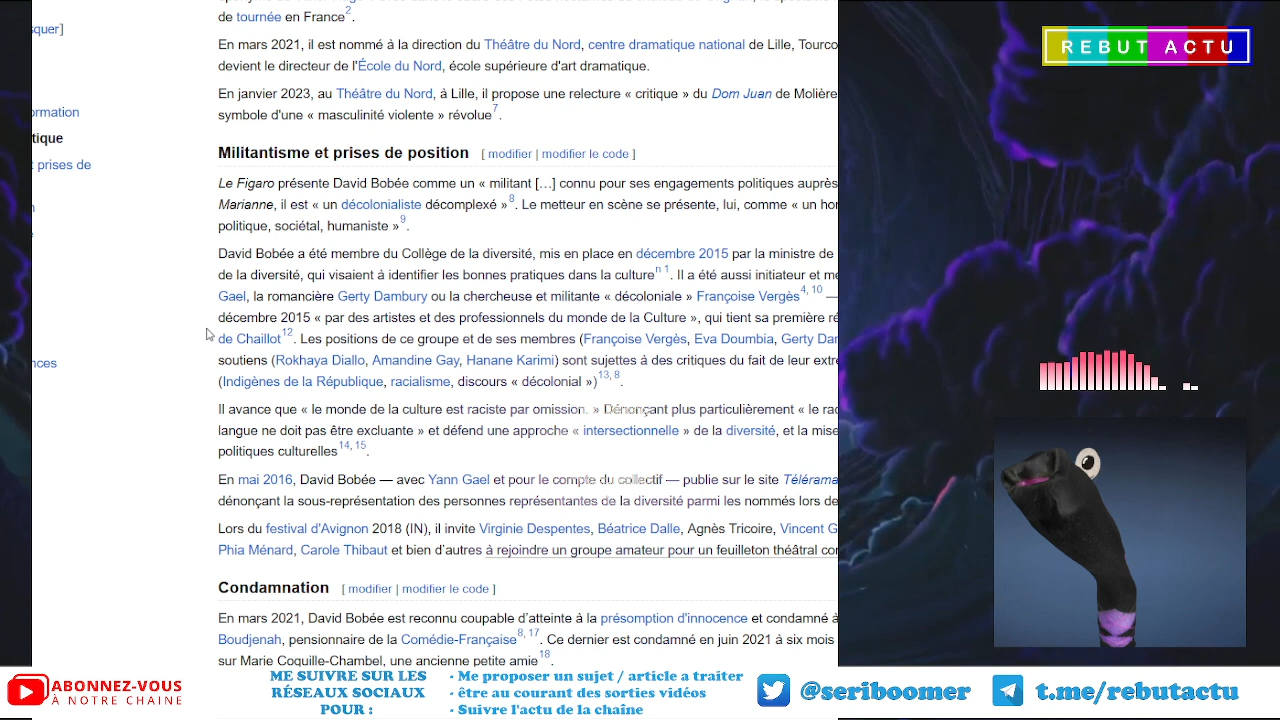 de tournée en France2.
squer]
En mars 2021, il est nommé à la direction du Théâtre du Nord, centre dramatique national de Lille, Tourco
devient le directeur de l'École du Nord, école supérieure d'art dramatique.
REBUT ACTU
En janvier 2023, au Théâtre du Nord, à Lille, il propose une relecture « critique » du Dom Juan de Molière
symbole d'une « masculinité violente » révolue7.
ormation
tique
prises de
Militantisme et prises de position [ modifier | modifier le code ]
Le Figaro présente David Bobée comme un « militant […] connu pour ses engagements politiques auprès
Marianne, il est « un décolonialiste décomplexé »8. Le metteur en scène se présente, lui, comme « un hor
politique, sociétal, humaniste »9.
David Bobée a été membre du Collège de la diversité, mis en place en décembre 2015 par la ministre de
de la diversité, qui visaient à identifier les bonnes pratiques dans la culturen 1. Il a été aussi initiateur et me
Gael, la romancière Gerty Dambury ou la chercheuse et militante « décoloniale » Françoise Vergès4, 10 —
décembre 2015 « par des artistes et des professionnels du monde de la Culture », qui tient sa première ré
de Chaillot12. Les positions de ce groupe et de ses membres (Françoise Vergès, Eva Doumbia, Gerty Dar
soutiens (Rokhaya Diallo, Amandine Gay, Hanane Karimi) sont sujettes à des critiques du fait de leur extre
nces
(Indigènes de la République, racialisme, discours « décolonial »)13, 8.
Il avance que « le monde de la culture est raciste par omission. » Dénonçant plus particulièrement « le rac
langue ne doit pas être excluante » et défend une approche « intersectionnelle » de la diversité, et la mise
politiques culturelles14, 15.
En mai 2016, David Bobée — avec Yann Gael et pour le compte du collectif — publie sur le site Télérama
dénonçant la sous-représentation des personnes représentantes de la diversité parmi les nommés lors de
Lors du festival d'Avignon 2018 (IN), il invite Virginie Despentes, Béatrice Dalle, Agnès Tricoire, Vincent G
Phia Ménard, Carole Thibaut et bien d'autres à rejoindre un groupe amateur pour un feuilleton théâtral cor
Condamnation [ modifier | modifier le code ]
En mars 2021, David Bobée est reconnu coupable d'atteinte à la présomption d'innocence et condamné à
Boudjenah, pensionnaire de la Comédie-Française8, 17. Ce dernier est condamné en juin 2021 à six mois
sur Marie Coquille-Chambel, une ancienne petite amie18.
ABONNEZ-VOUS
À NOTRE CHAINE
ME SUIVRE SUR LES
RÉSEAUX SOCIAUX
POUR :
- Me proposer un sujet / article a traiter
- être au courant des sorties vidéos
- Suivre l'actu de la chaîne
@seriboomer
t.me/rebutactu